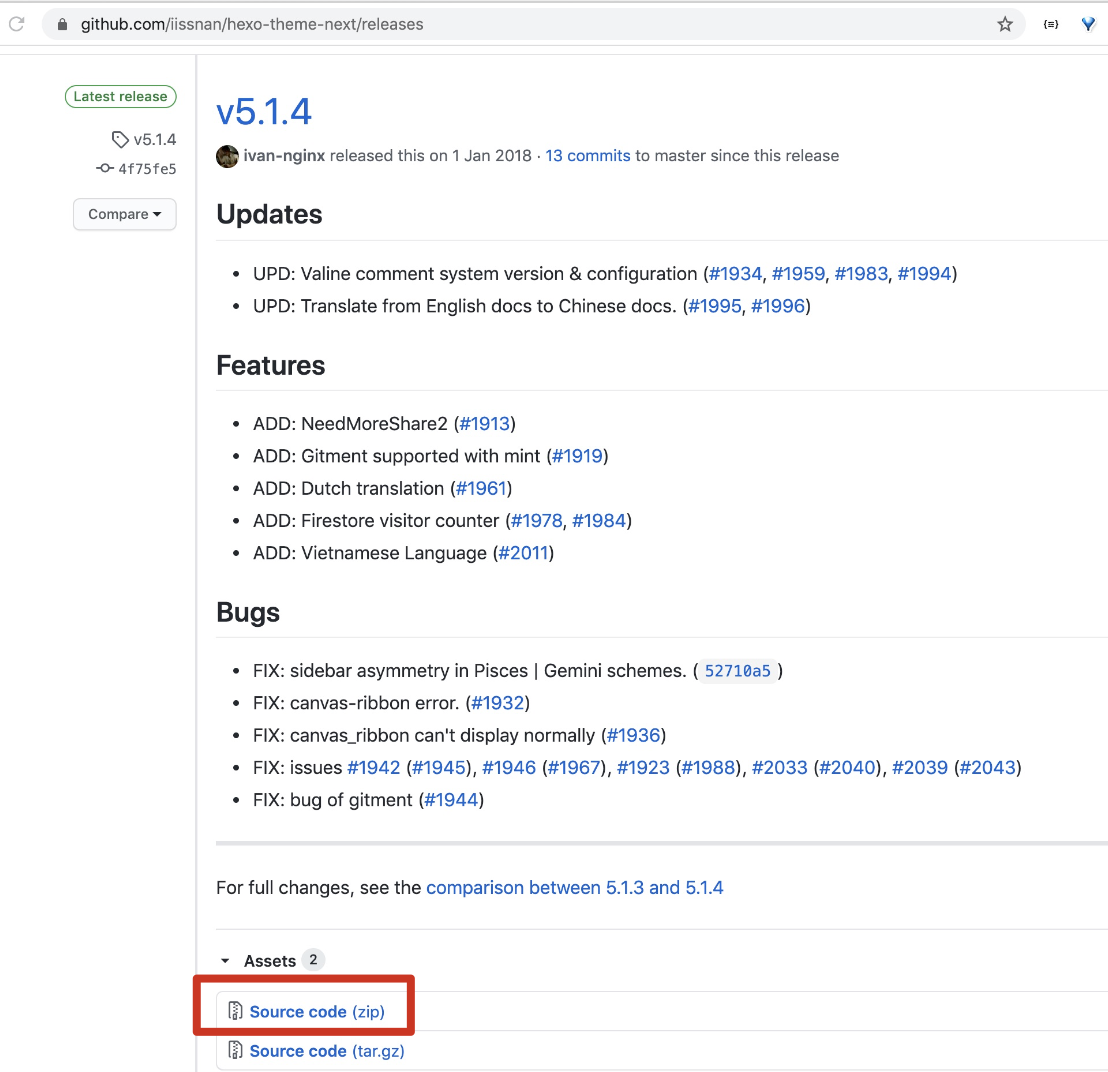 github.com/iissnan/hexo-theme-next/releases
{≡}
Latest release
v5.1.4
4f75fe5
Compare
v5.1.4
ivan-nginx released this on 1 Jan 2018 · 13 commits to master since this release
Updates
• UPD: Valine comment system version & configuration (#1934, #1959, #1983, #1994)
• UPD: Translate from English docs to Chinese docs. (#1995, #1996)
Features
• ADD: NeedMoreShare2 (#1913)
• ADD: Gitment supported with mint (#1919)
• ADD: Dutch translation (#1961)
• ADD: Firestore visitor counter (#1978, #1984)
• ADD: Vietnamese Language (#2011)
Bugs
• FIX: sidebar asymmetry in Pisces | Gemini schemes. ( 52710a5 )
• FIX: canvas-ribbon error. (#1932)
• FIX: canvas_ribbon can't display normally (#1936)
• FIX: issues #1942 (#1945), #1946 (#1967), #1923 (#1988), #2033 (#2040), #2039 (#2043)
• FIX: bug of gitment (#1944)
For full changes, see the comparison between 5.1.3 and 5.1.4
Assets 2
Source code (zip)
Source code (tar.gz)